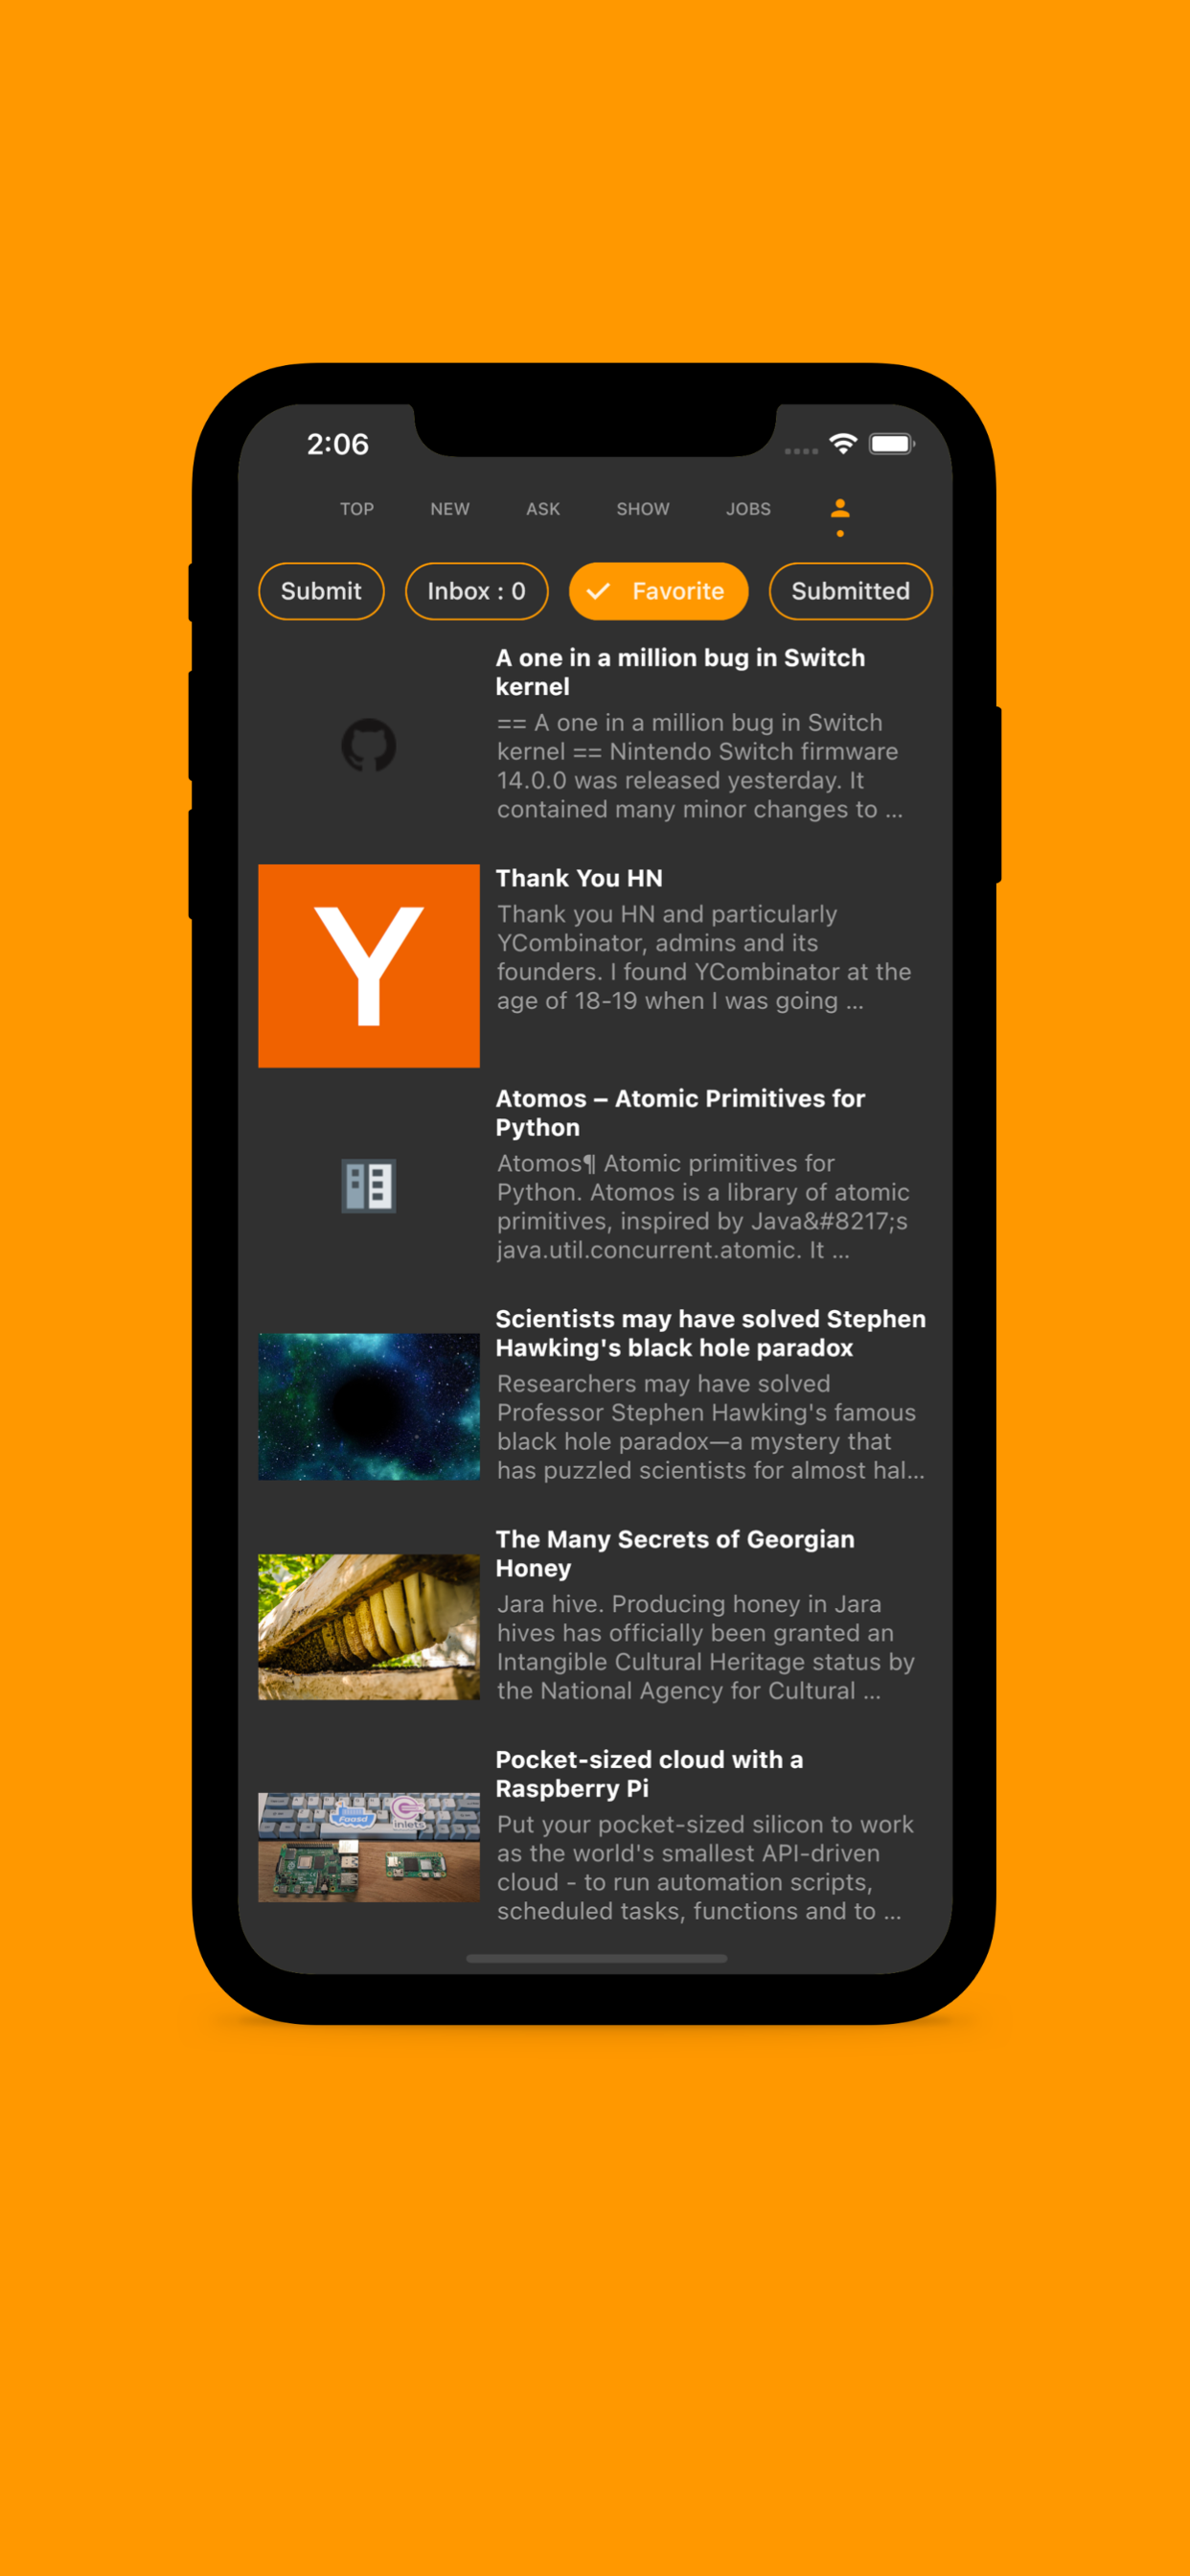 2:06
TOP NEW ASK SHOW JOBS
Submit Inbox : 0 Favorite Submitted
A one in a million bug in Switch
kernel
== A one in a million bug in Switch
kernel == Nintendo Switch firmware
14.0.0 was released yesterday. It
contained many minor changes to ...
Y
Thank You HN
Thank you HN and particularly
YCombinator, admins and its
founders. I found YCombinator at the
age of 18-19 when I was going ...
Atomos – Atomic Primitives for
Python
Atomos¶ Atomic primitives for
Python. Atomos is a library of atomic
primitives, inspired by Java&#8217;s
java.util.concurrent.atomic. It ...
Scientists may have solved Stephen
Hawking's black hole paradox
Researchers may have solved
Professor Stephen Hawking's famous
black hole paradox—a mystery that
has puzzled scientists for almost hal...
The Many Secrets of Georgian
Honey
Jara hive. Producing honey in Jara
hives has officially been granted an
Intangible Cultural Heritage status by
the National Agency for Cultural ...
Faasd
inlets
Pocket-sized cloud with a
Raspberry Pi
Put your pocket-sized silicon to work
as the world's smallest API-driven
cloud - to run automation scripts,
scheduled tasks, functions and to ...